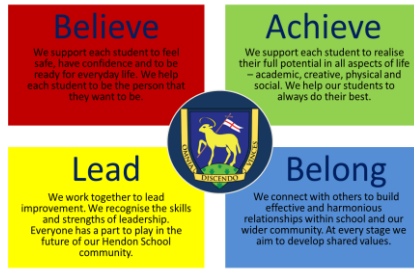 Believe
We support each student to feel
safe, have confidence and to be
ready for everyday life. We help
each student to be the person that
they want to be.
Achieve
We support each student to realise
their full potential in all aspects of life
– academic, creative, physical and
social. We help our students to
always do their best.
OMNIA DISCENDO VINCES
Lead
We work together to lead
improvement. We recognise the skills
and strengths of leadership.
Everyone has a part to play in the
future of our Hendon School
community.
Belong
We connect with others to build
effective and harmonious
relationships within school and our
wider community. At every stage we
aim to develop shared values.